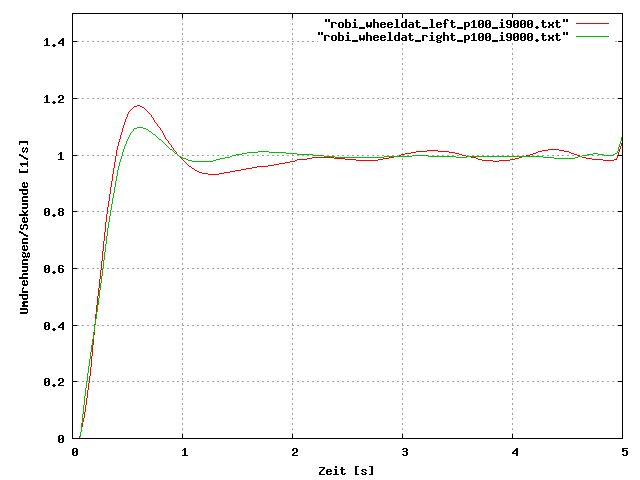 "robi_wheeldat_left_p100_i9000.txt"
"robi_wheeldat_right_p100_i9000.txt"
1.4
1.2
1
0.8
0.6
0.4
0.2
0
Umdrehungen/Sekunde [1/s]
0 1 2 3 4 5
Zeit [s]